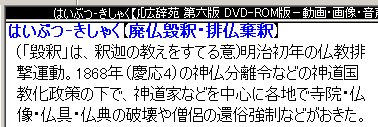 はいぶつ‐きしゃく【広辞苑 第六版 DVD-ROM版−動画・画像・音
はいぶつ‐きしゃく【廃仏毀釈・排仏棄釈】
(「毀釈」は、釈迦の教えをすてる意)明治初年の仏教排
撃運動。1868年(慶応4)の神仏分離令などの神道国
教化政策の下で、神道家などを中心に各地で寺院・仏
像・仏具・仏典の破壊や僧侶の還俗強制などがおきた。